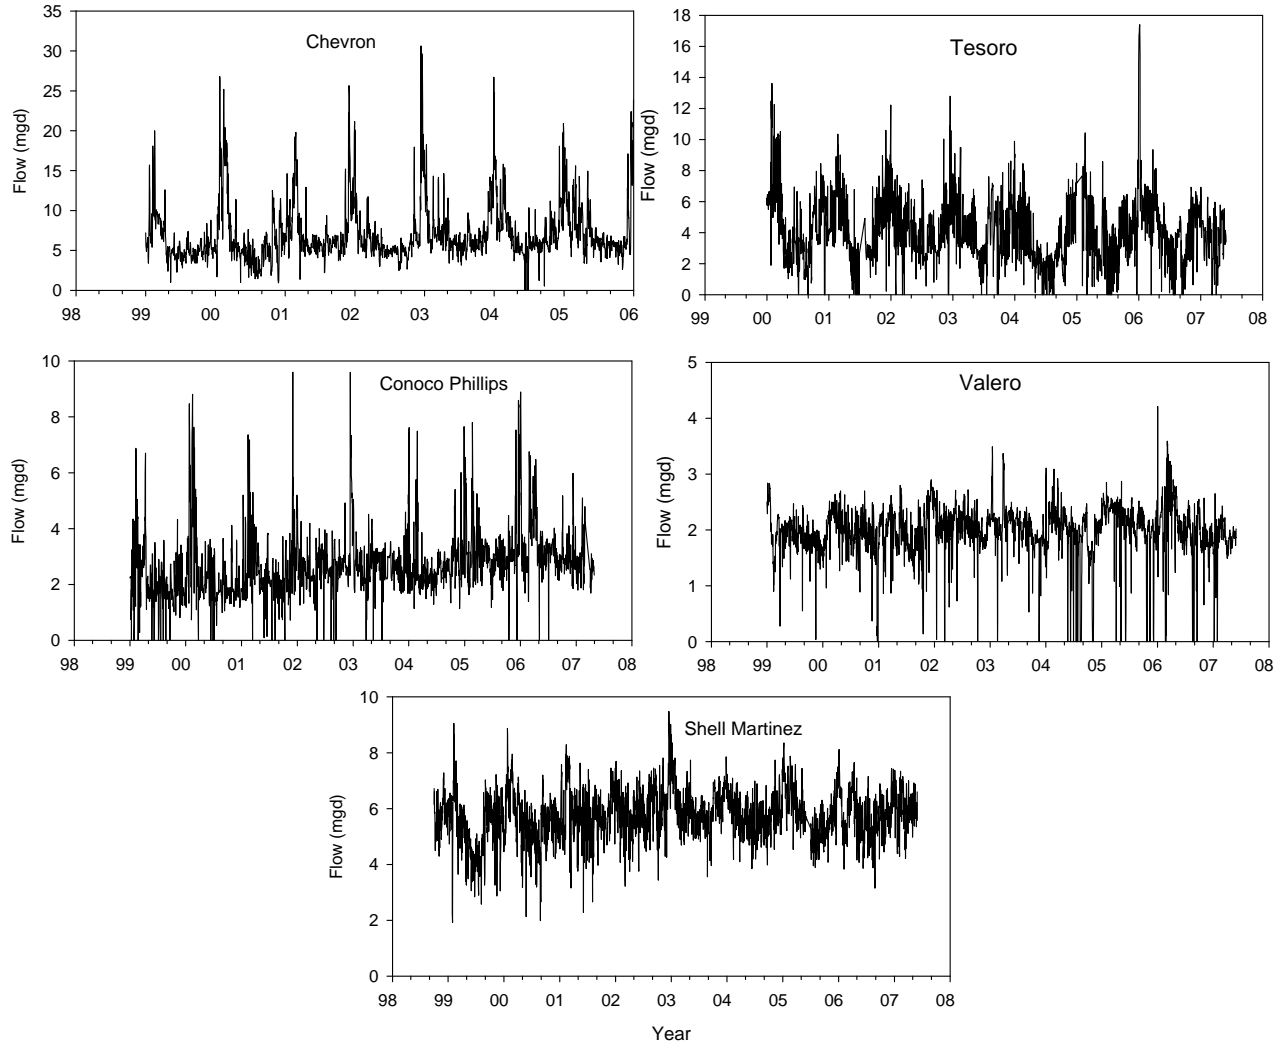 Chevron
Flow (mgd)
35
30
25
20
15
10
5
0
98 99 00 01 02 03 04 05 06
Tesoro
Flow (mgd)
18
16
14
12
10
8
6
4
2
0
99 00 01 02 03 04 05 06 07 08
Conoco Phillips
Flow (mgd)
10
8
6
4
2
0
98 99 00 01 02 03 04 05 06 07 08
Valero
Flow (mgd)
5
4
3
2
1
0
98 99 00 01 02 03 04 05 06 07 08
Shell Martinez
Flow (mgd)
10
8
6
4
2
0
98 99 00 01 02 03 04 05 06 07 08
Year